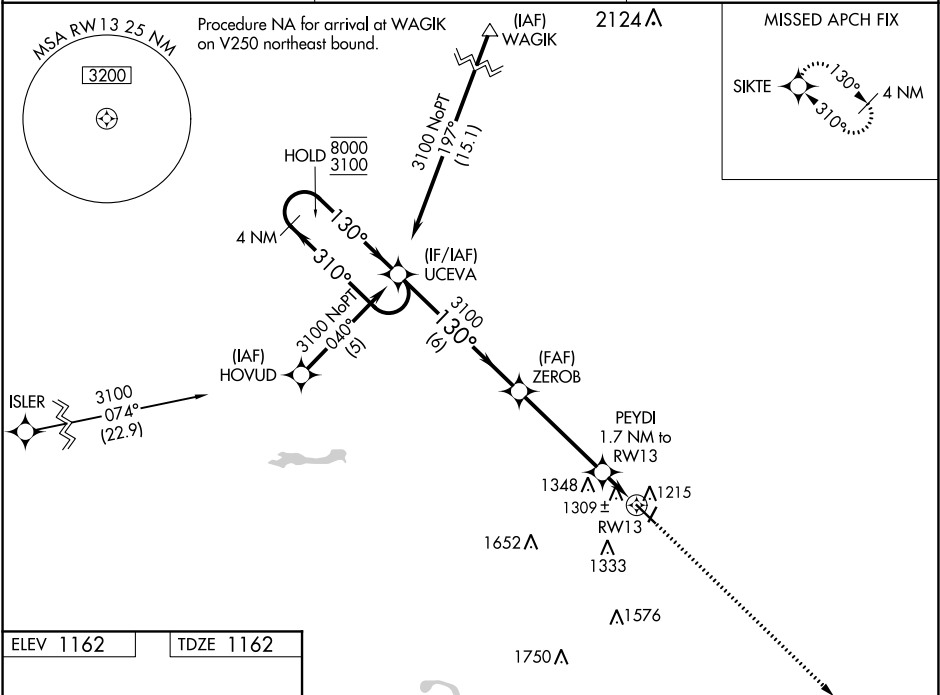 MSA RW13 25 NM
3200
Procedure NA for arrival at WAGIK
on V250 northeast bound.
(IAF)
WAGIK
2124
MISSED APCH FIX
SIKTE
130°
310°
4 NM
3100 NoPT
197°
(15.1)
HOLD 8000
3100
4 NM
130°
310°
(IF/IAF)
UCEVA
3100 NoPT
040°
(5)
3100
130°
(6)
(IAF)
HOVUD
(FAF)
ZEROB
ISLER
3100
074°
(22.9)
PEYDI
1.7 NM to
RW13
1348
1309 ±
1215
RW13
1652
1333
1576
1750
ELEV 1162
TDZE 1162